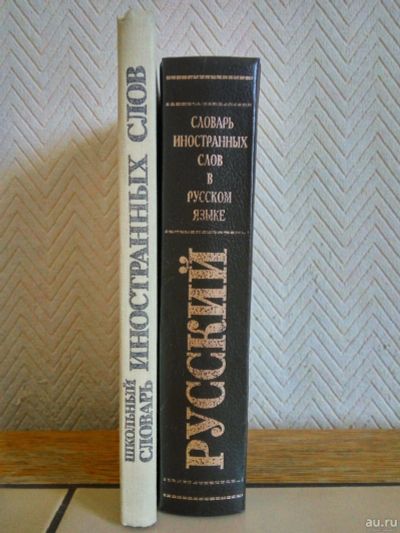 ШКОЛЬНЫЙ
СЛОВАРЬ ИНОСТРАННЫХ СЛОВ
СЛОВАРЬ
ИНОСТРАННЫХ
СЛОВ
В
РУССКОМ
ЯЗЫКЕ
РУССКИЙ
au.ru